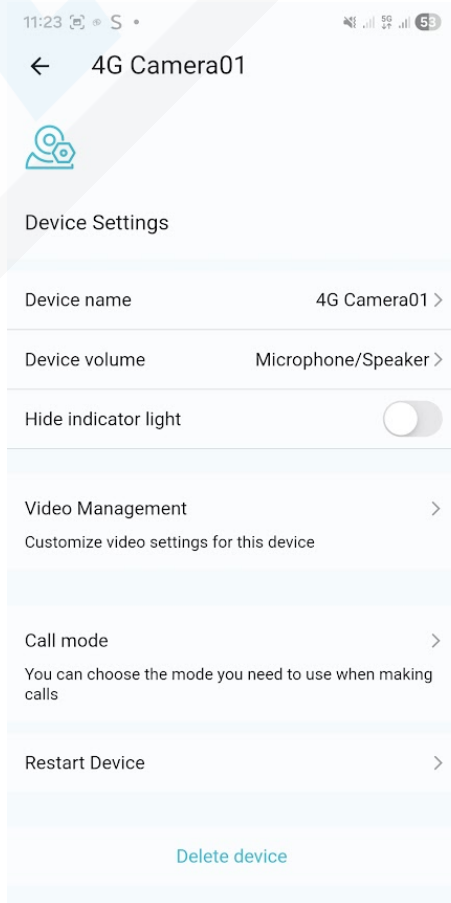 11:23 S
5G 53
4G Camera01
Device Settings
Device name 4G Camera01
Device volume Microphone/Speaker
Hide indicator light
Video Management
Customize video settings for this device
Call mode
You can choose the mode you need to use when making
calls
Restart Device
Delete device